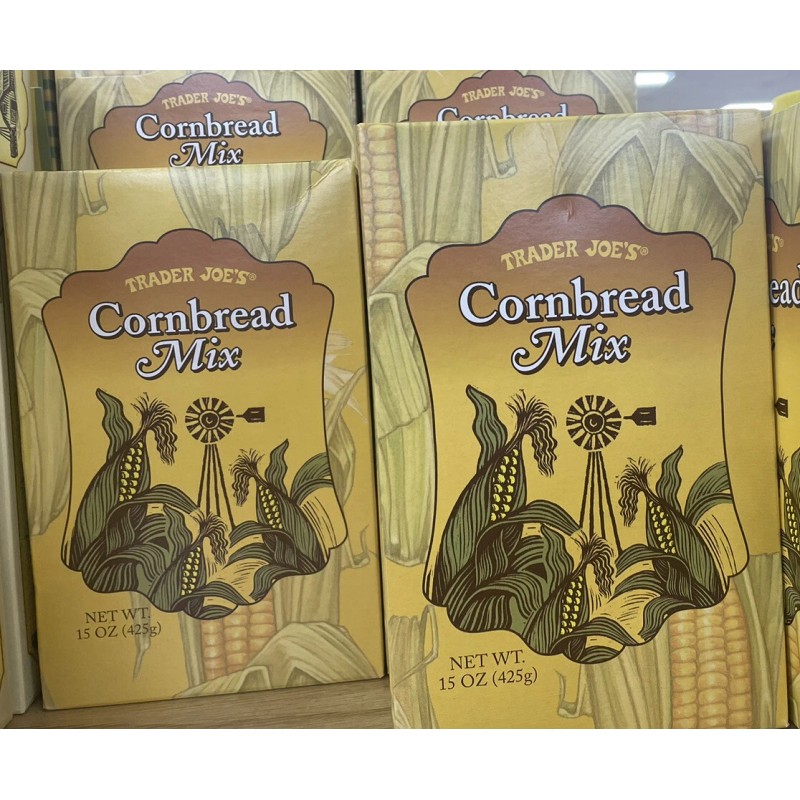 TRADER JOE'S®
Cornbread
Mix
TRADER JOE'S®
Cornbread
TRADER JOE'S®
Cornbread
Mix
NET WT.
15 OZ (425g)
TRADER JOE'S®
Cornbread
Mix
NET WT.
15 OZ (425g)